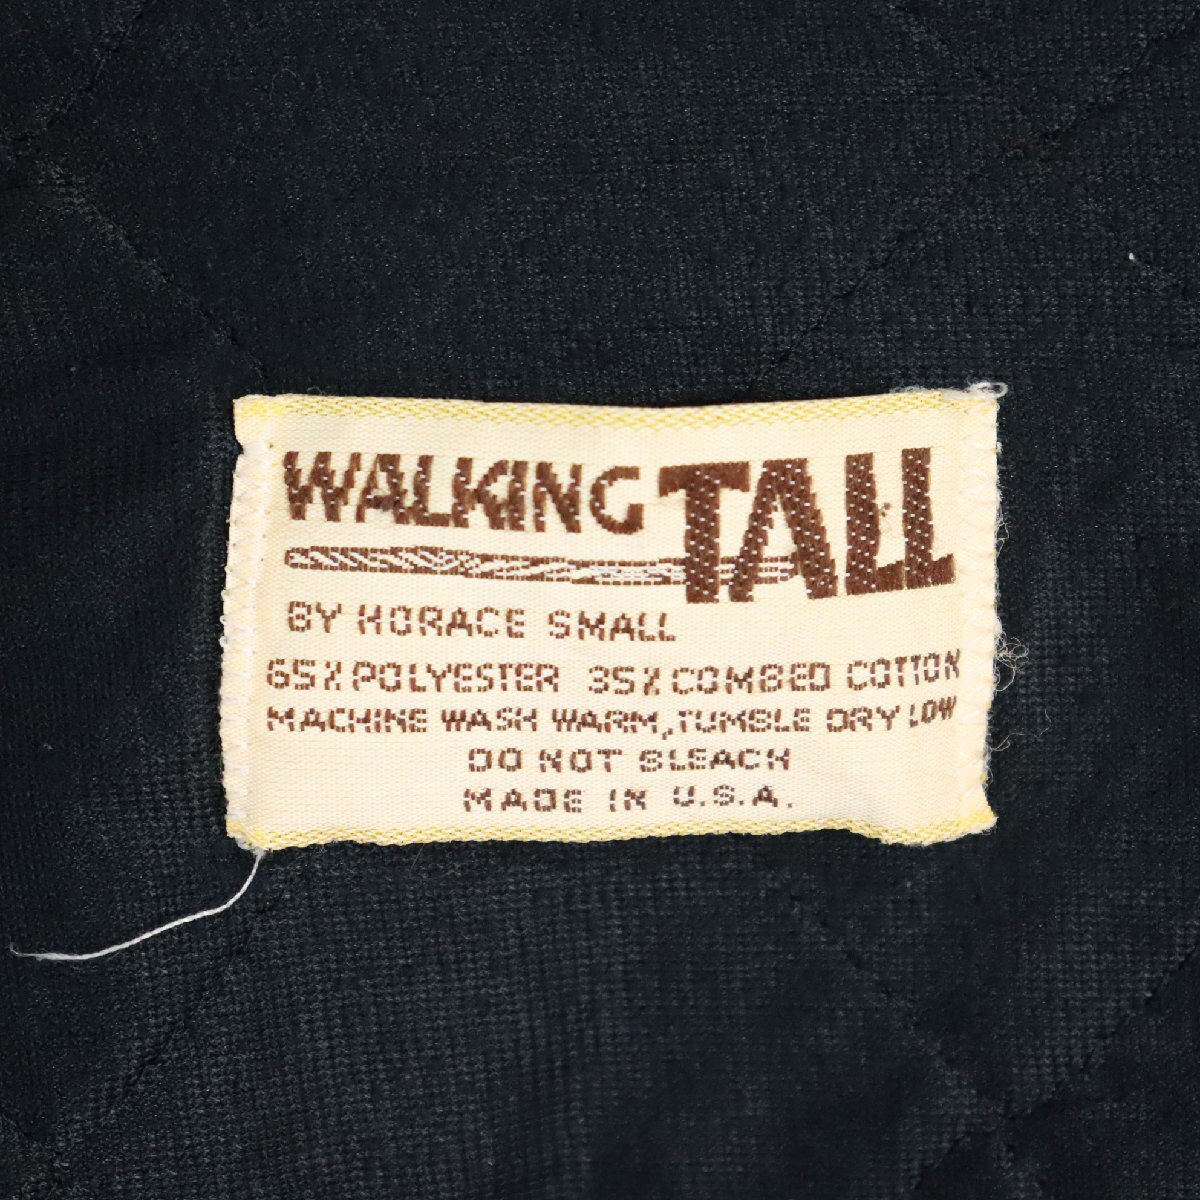 WALKING TALL
BY HORACE SMALL
65% POLYESTER 35% COMBED COTTON
MACHINE WASH WARM, TUMBLE DRY LOW
DO NOT BLEACH
MADE IN U.S.A.